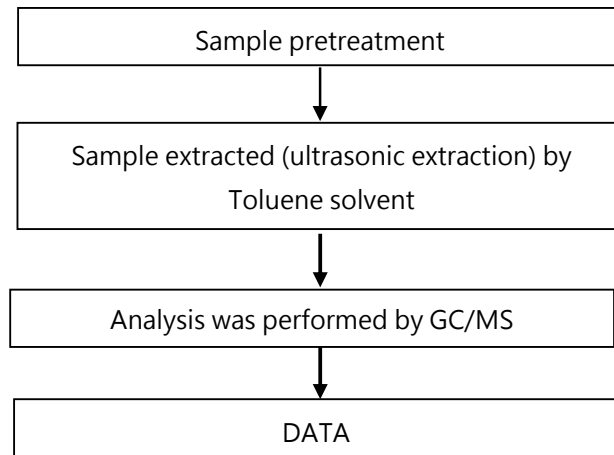 Sample pretreatment
Sample extracted (ultrasonic extraction) by
Toluene solvent
Analysis was performed by GC/MS
DATA